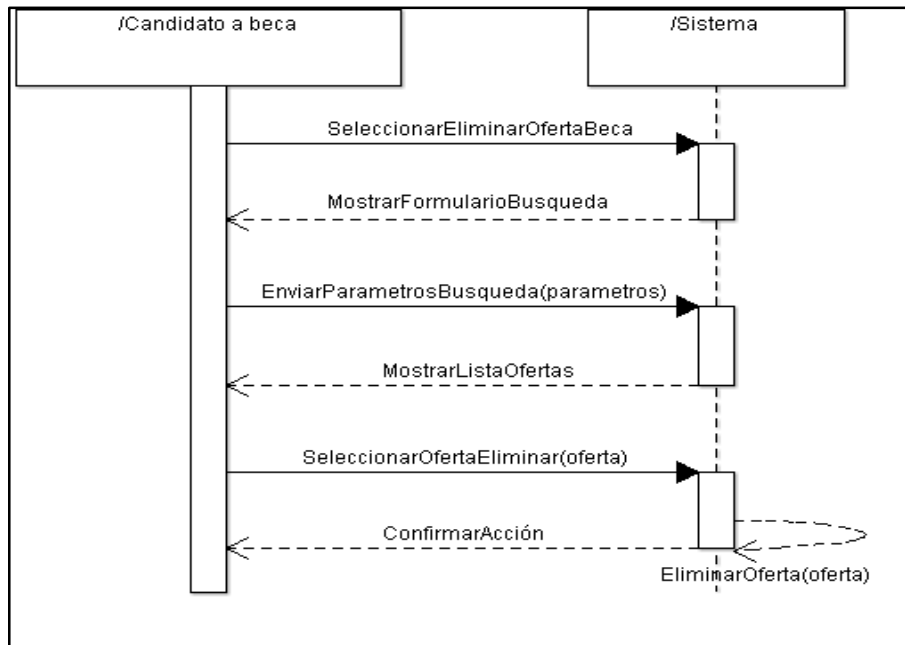 /Candidato a beca
/Sistema
SeleccionarEliminarOfertaBeca
MostrarFormularioBusqueda
EnviarParametrosBusqueda(parametros)
MostrarListaOfertas
SeleccionarOfertaEliminar(oferta)
ConfirmarAcción
EliminarOferta(oferta)